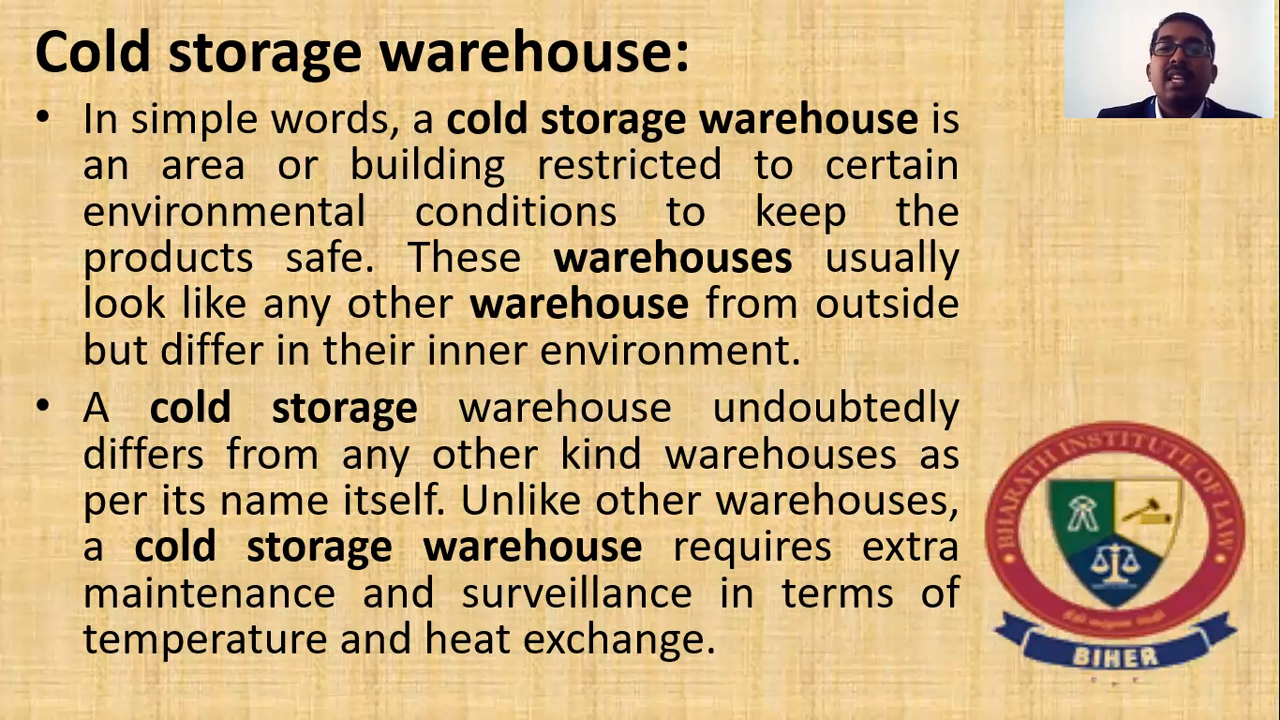 Cold storage warehouse:
• In simple words, a cold storage warehouse is
an area or building restricted to certain
environmental conditions to keep the
products safe. These warehouses usually
look like any other warehouse from outside
but differ in their inner environment.
• A cold storage warehouse undoubtedly
differs from any other kind warehouses as
per its name itself. Unlike other warehouses,
a cold storage warehouse requires extra
maintenance and surveillance in terms of
temperature and heat exchange.
BHARATH INSTITUTE OF LAW
BIHER